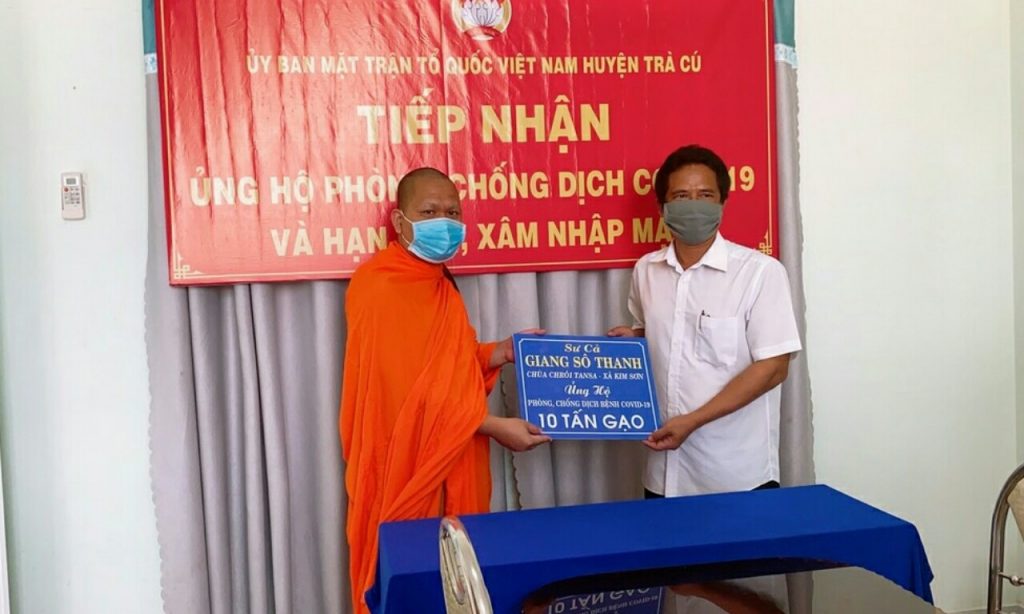 ỦY BAN MẶT TRẬN TỔ QUỐC VIỆT NAM HUYỆN TRÀ CÚ
TIẾP NHẬN
ỦNG HỘ PHÒN CHỐNG DỊCH CO 19
VÀ HẠN , XÂM NHẬP MẶ
Sư Cả
GIANG SÔ THANH
CHÙA CHRÔI TANSA - XÃ KIM SƠN
Ủng Hộ
PHÒNG, CHỐNG DỊCH BỆNH COVID-19
10 TẤN GẠO